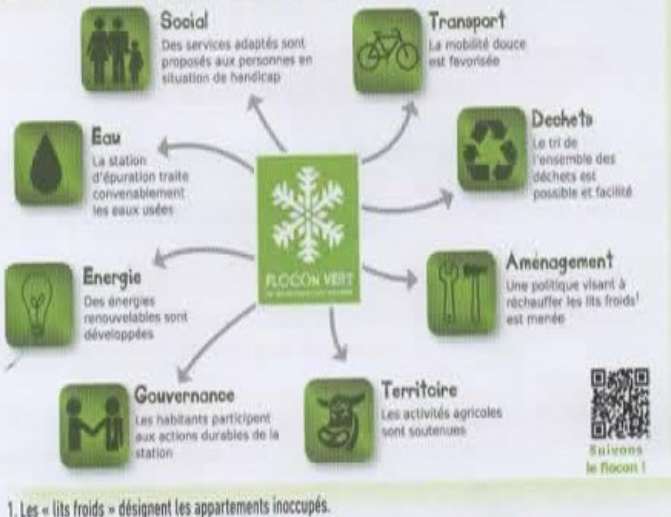 Social
Des services adaptés sont
proposés aux personnes en
situation de handicap
Transport
La mobilité douce
est favorisée
Eau
La station
d'épuration traite
convenablement
les eaux usées
Dechets
Le tri de
l'ensemble des
déchets est
possible et facilité
FLOCON VERT
Energie
Des énergies
renouvelables sont
développées
Aménagement
Une politique visant à
réchauffer les lits froids¹
est menée
Gouvernance
Les habitants participent
aux actions durables de la
station
Territoire
Les activités agricoles
sont soutenues
Suivons
le flocon !
1. Les « lits froids » désignent les appartements inoccupés.